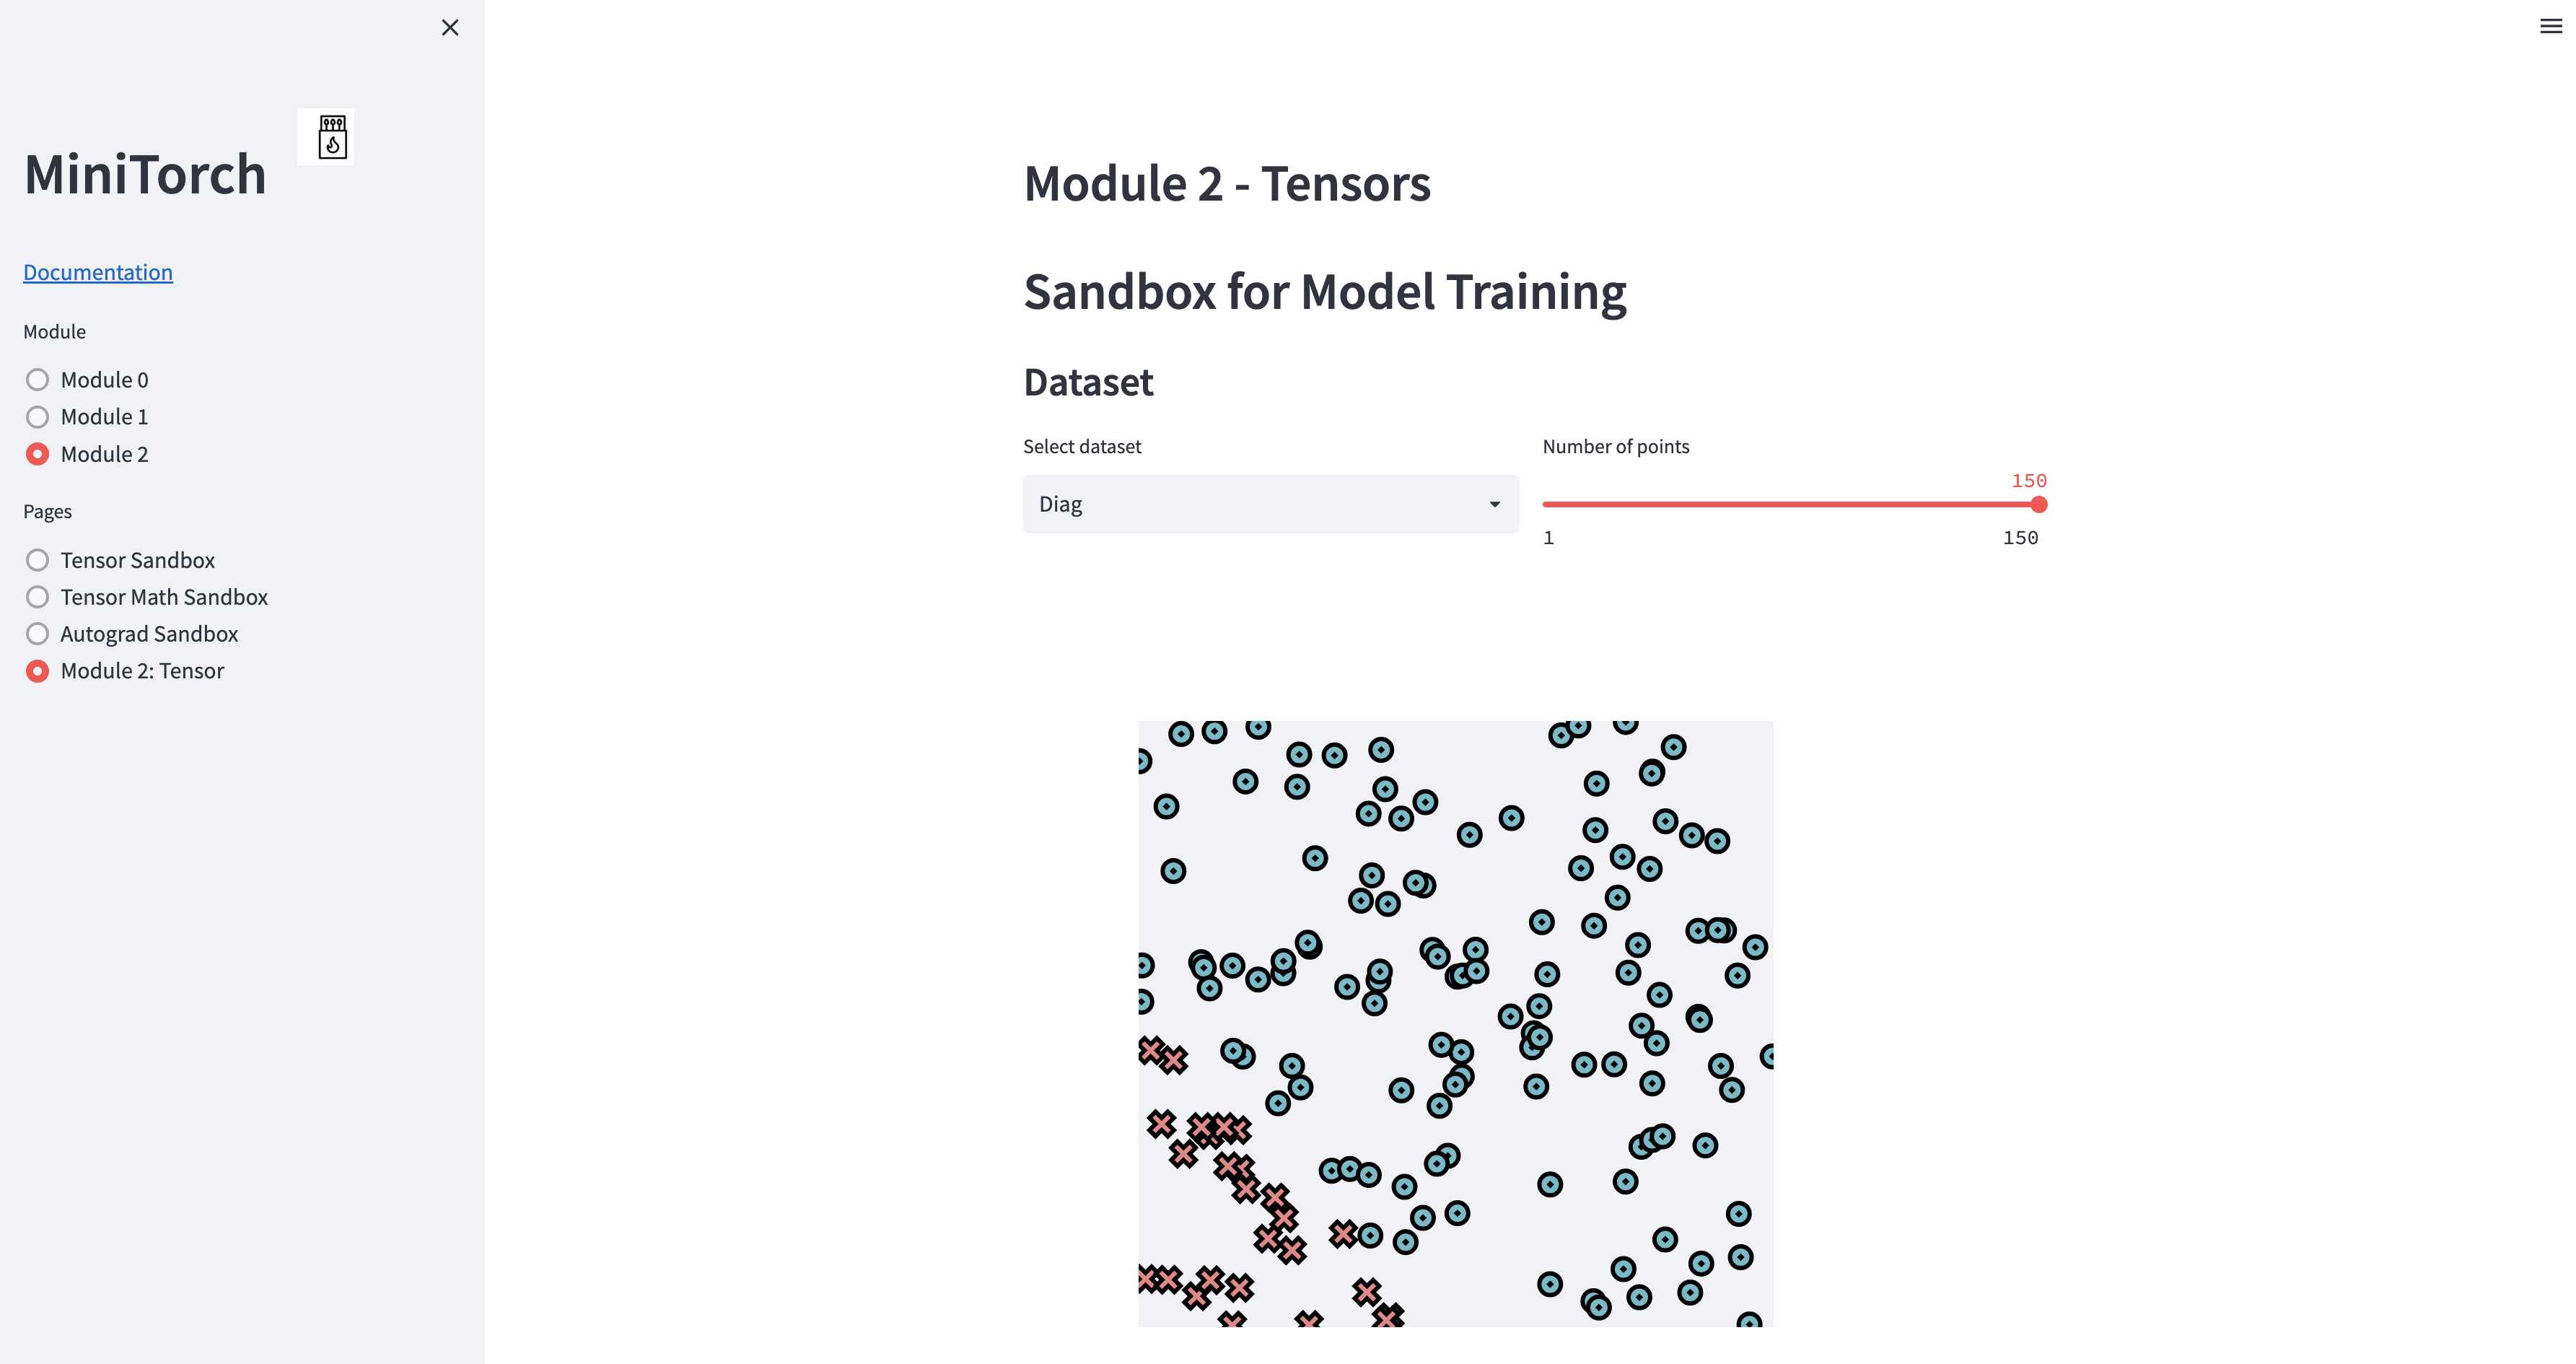 MiniTorch
Documentation
Module
Module 0
Module 1
Module 2
Pages
Tensor Sandbox
Tensor Math Sandbox
Autograd Sandbox
Module 2: Tensor
Module 2 - Tensors
Sandbox for Model Training
Dataset
Select dataset
Diag
Number of points
150
1 150